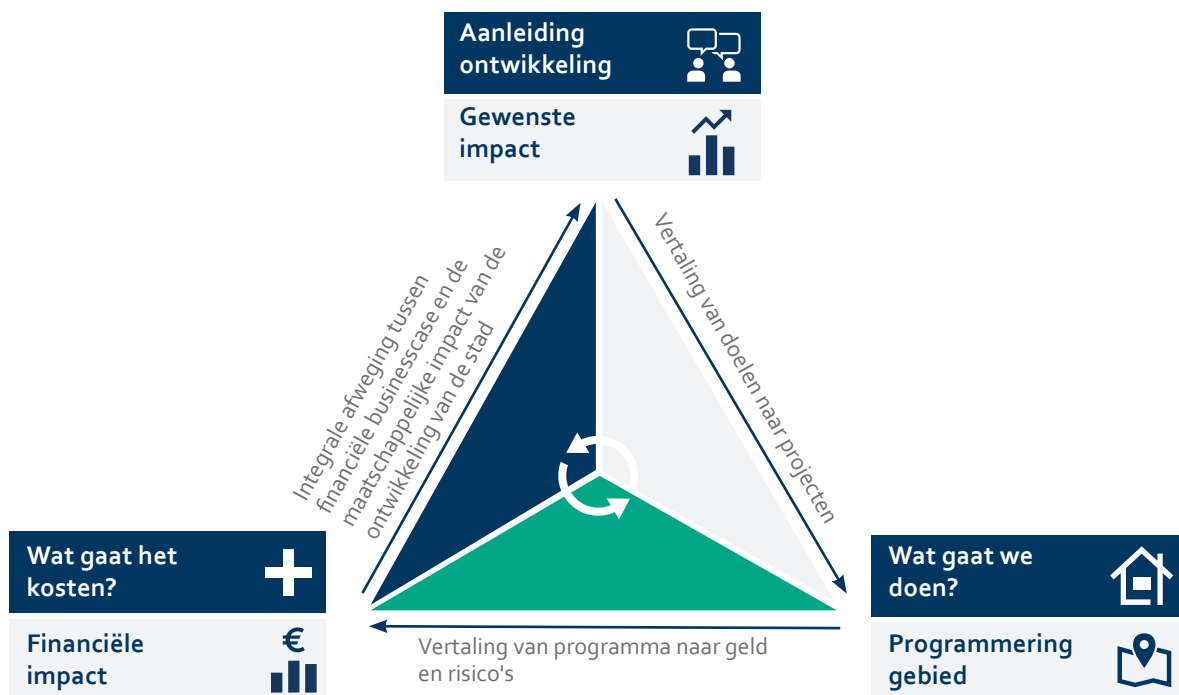 Aanleiding
ontwikkeling
Gewenste
impact
Integrale afweging tussen
financiële businesscase en de
maatschappelijke impact van de
ontwikkeling van de stad
Vertaling van doelen naar projecten
Wat gaat het
kosten?
Financiële
impact
€
Vertaling van programma naar geld
en risico's
Wat gaat we
doen?
Programmering
gebied